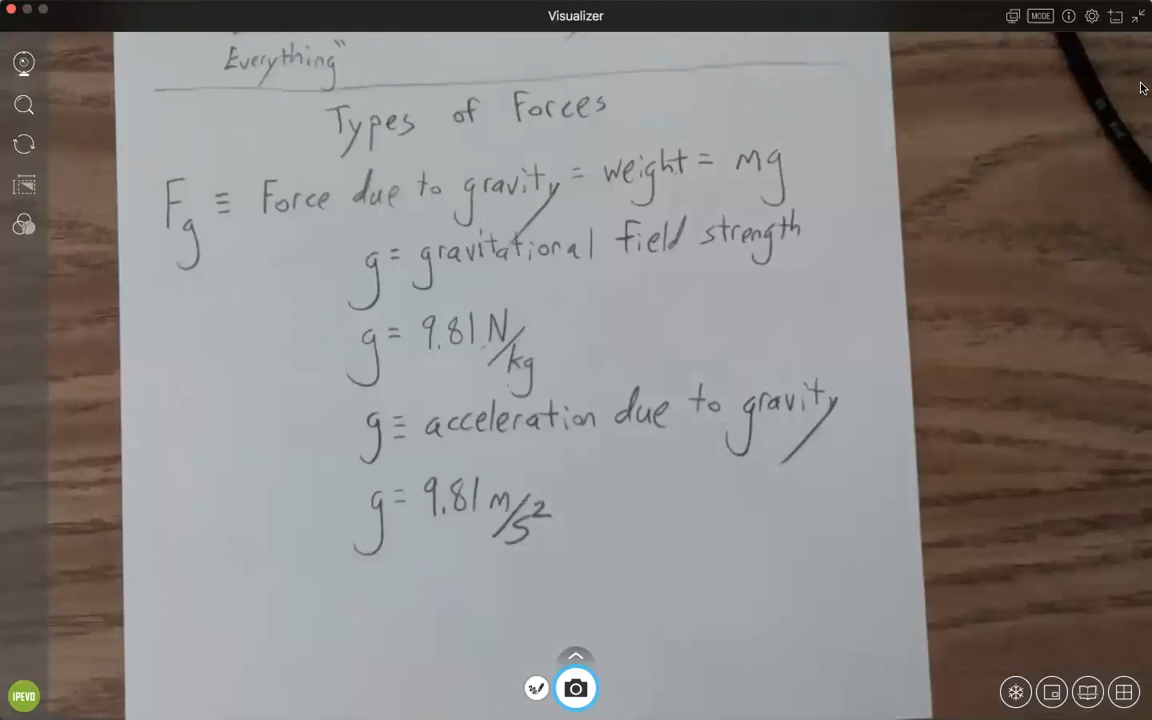 Visualizer
MODE
Everything"
Types of Forces
Fg ≡ Force due to gravity = weight = mg
g = gravitational field strength
g = 9.81 N/kg
g ≡ acceleration due to gravity
g = 9.81 m/s²
IPEVO